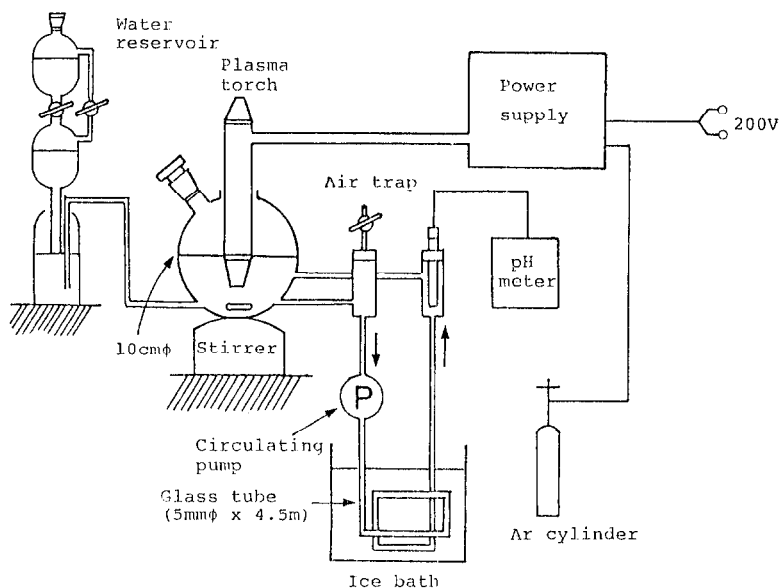 Water
reservoir
Plasma
torch
Power
supply
200V
Air trap
pH
meter
10cmφ
Stirrer
P
Circulating
pump
Glass tube
(5mmφ x 4.5m)
Ar cylinder
Ice bath